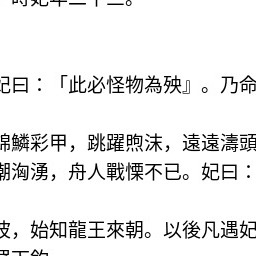 時妃年二十三。
妃曰：「此必怪物為殃』。乃命
錦鱗彩甲，跳躍煦沫，遠遠濤頭
潮洶湧，舟人戰慄不已。妃曰：
波，始知龍王來朝。以後凡遇妃